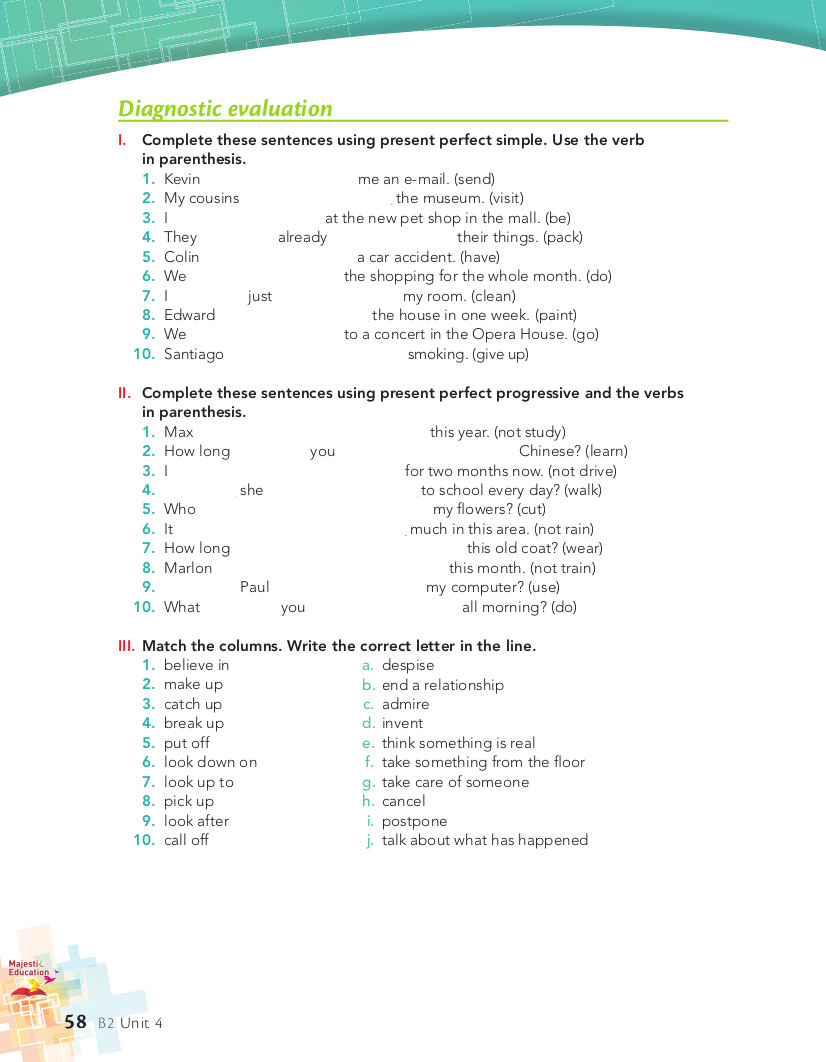 Diagnostic evaluation
I. Complete these sentences using present perfect simple. Use the verb
in parenthesis.
1. Kevin me an e-mail. (send)
2. My cousins the museum. (visit)
3. I at the new pet shop in the mall. (be)
4. They already their things. (pack)
5. Colin a car accident. (have)
6. We the shopping for the whole month. (do)
7. I just my room. (clean)
8. Edward the house in one week. (paint)
9. We to a concert in the Opera House. (go)
10. Santiago smoking. (give up)
II. Complete these sentences using present perfect progressive and the verbs
in parenthesis.
1. Max this year. (not study)
2. How long you Chinese? (learn)
3. I for two months now. (not drive)
4. she to school every day? (walk)
5. Who my flowers? (cut)
6. It much in this area. (not rain)
7. How long this old coat? (wear)
8. Marlon this month. (not train)
9. Paul my computer? (use)
10. What you all morning? (do)
III. Match the columns. Write the correct letter in the line.
1. believe in a. despise
2. make up b. end a relationship
3. catch up c. admire
4. break up d. invent
5. put off e. think something is real
6. look down on f. take something from the floor
7. look up to g. take care of someone
8. pick up h. cancel
9. look after i. postpone
10. call off j. talk about what has happened
Majestic
Education
58 B2 Unit 4